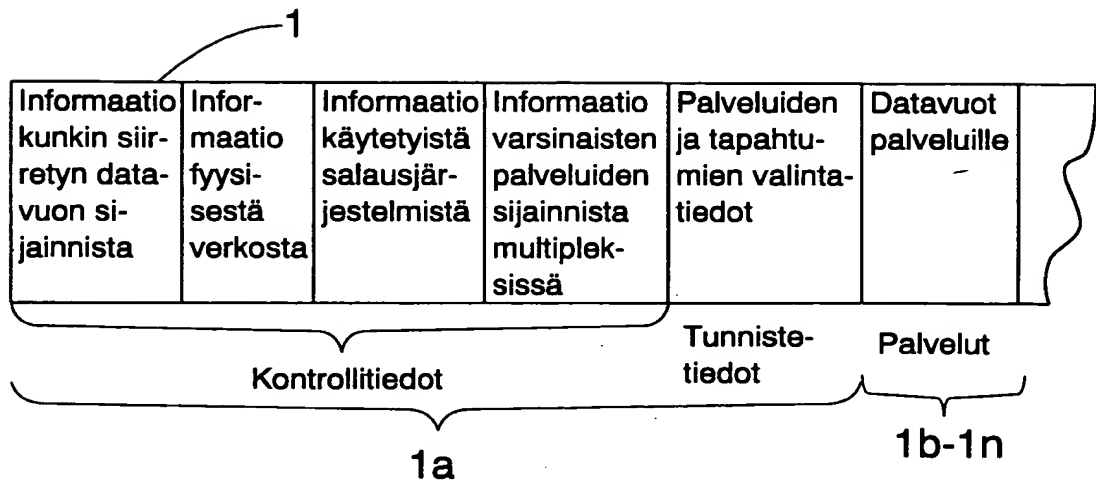 1
Informaatio
kunkin siir-
retyn data-
vuon si-
jainnista
Infor-
maatio
fyysi-
sestä
verkosta
Informaatio
käytetyistä
salausjär-
jestelmistä
Informaatio
varsinaisten
palveluiden
sijainnista
multiplek-
sissä
Palveluiden
ja tapahtu-
mien valinta-
tiedot
Datavuot
palveluille
Kontrollitiedot
Tunniste-
tiedot
Palvelut
1a
1b-1n